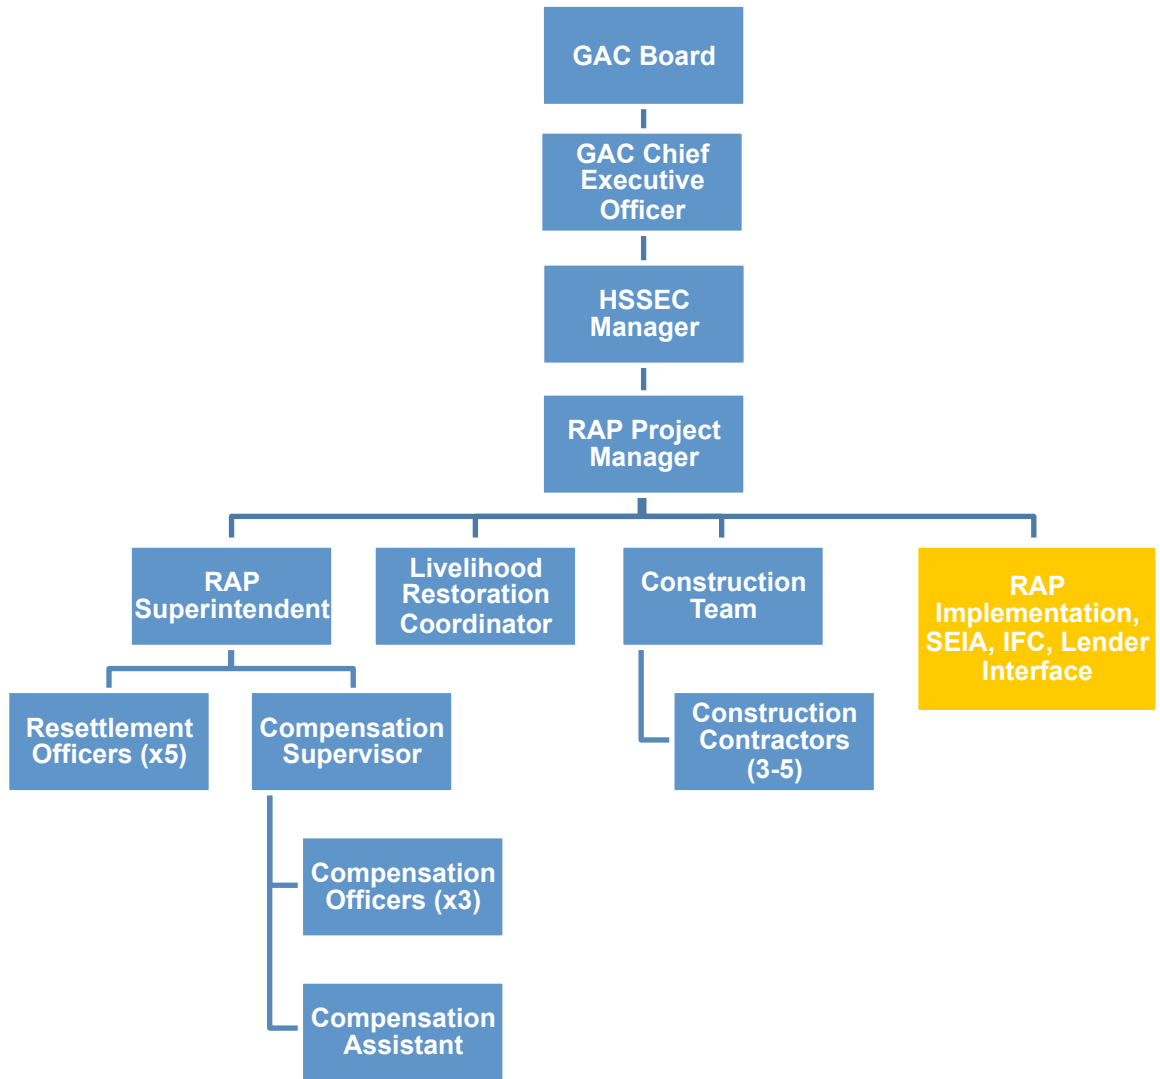 GAC Board
GAC Chief
Executive
Officer
HSSEC
Manager
RAP Project
Manager
RAP
Superintendent
Livelihood
Restoration
Coordinator
Construction
Team
RAP
Implementation,
SEIA, IFC, Lender
Interface
Resettlement
Officers (x5)
Compensation
Supervisor
Construction
Contractors
(3-5)
Compensation
Officers (x3)
Compensation
Assistant